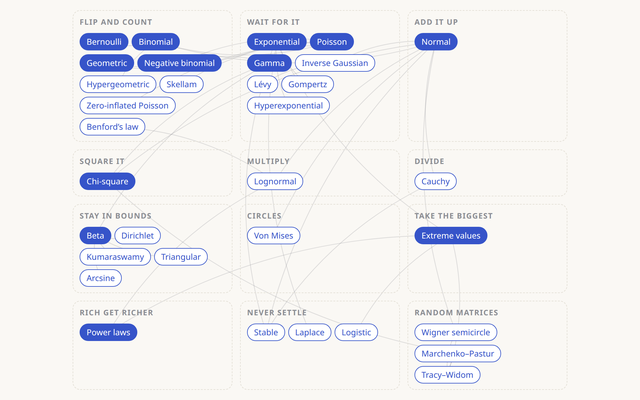 FLIP AND COUNT
Bernoulli
Binomial
Geometric
Negative binomial
Hypergeometric
Skellam
Zero-inflated Poisson
Benford's law
WAIT FOR IT
Exponential
Poisson
Gamma
Inverse Gaussian
Lévy
Gompertz
Hyperexponential
ADD IT UP
Normal
SQUARE IT
Chi-square
MULTIPLY
Lognormal
DIVIDE
Cauchy
STAY IN BOUNDS
Beta
Dirichlet
Kumaraswamy
Triangular
Arcsine
CIRCLES
Von Mises
TAKE THE BIGGEST
Extreme values
RICH GET RICHER
Power laws
NEVER SETTLE
Stable
Laplace
Logistic
RANDOM MATRICES
Wigner semicircle
Marchenko–Pastur
Tracy–Widom